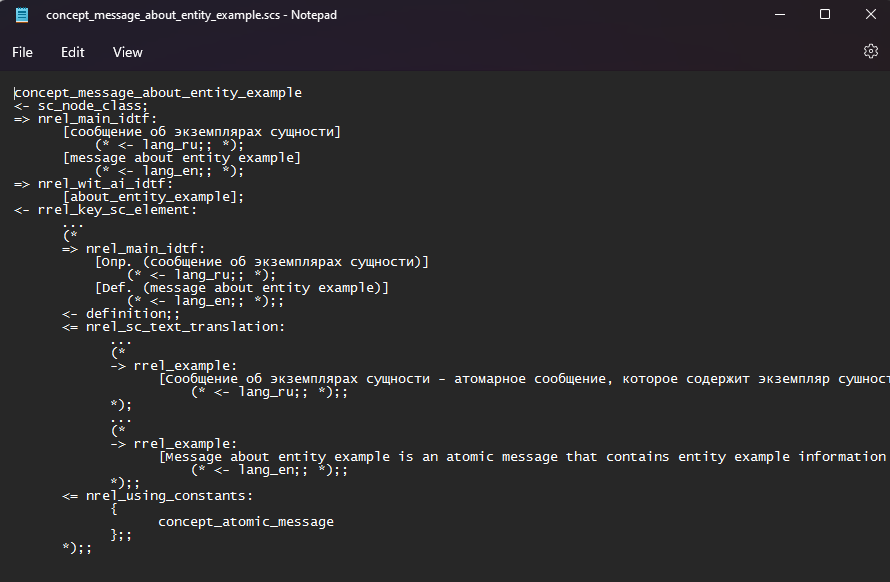 concept_message_about_entity_example.scs - Notepad
File Edit View
concept_message_about_entity_example
<- sc_node_class;
=> nrel_main_idtf:
[сообщение об экземплярах сущности]
(* <- lang_ru;; *);
[message about entity example]
(* <- lang_en;; *);
=> nrel_wit_ai_idtf:
[about_entity_example];
<- rrel_key_sc_element:
...
(*
=> nrel_main_idtf:
[Опр. (сообщение об экземплярах сущности)]
(* <- lang_ru;; *);
[Def. (message about entity example)]
(* <- lang_en;; *);;
<- definition;;
<= nrel_sc_text_translation:
...
(*
-> rrel_example:
[Сообщение об экземплярах сущности - атомарное сообщение, которое содержит экземпляр
(* <- lang_ru;; *);;
*);
...
(*
-> rrel_example:
[Message about entity example is an atomic message that contains entity example information
(* <- lang_en;; *);;
*);;
<= nrel_using_constants:
{
concept_atomic_message
};;
*);;